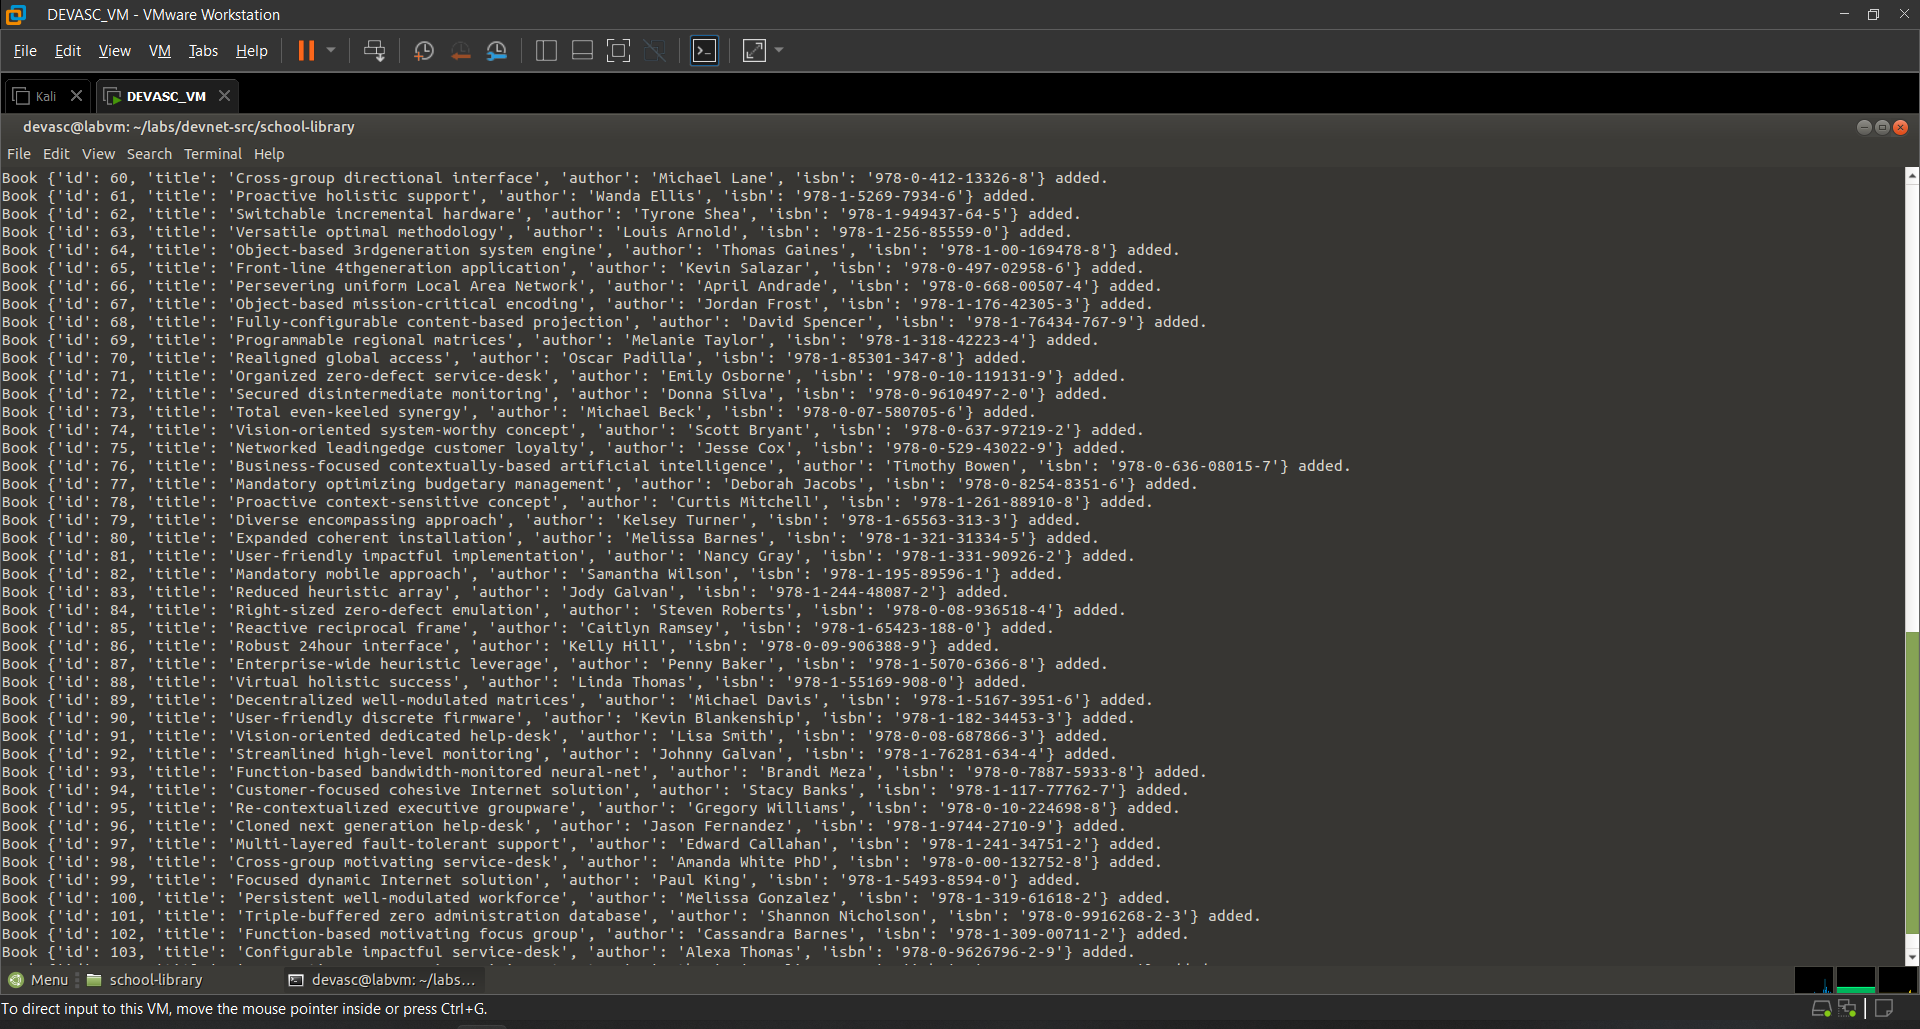 DEVASC_VM - VMware Workstation
File Edit View VM Tabs Help
Kali DEVASC_VM
devasc@labvm: ~/labs/devnet-src/school-library
File Edit View Search Terminal Help
Book {'id': 60, 'title': 'Cross-group directional interface', 'author': 'Michael Lane', 'isbn': '978-0-412-13326-8'} added.
Book {'id': 61, 'title': 'Proactive holistic support', 'author': 'Wanda Ellis', 'isbn': '978-1-5269-7934-6'} added.
Book {'id': 62, 'title': 'Switchable incremental hardware', 'author': 'Tyrone Shea', 'isbn': '978-1-949437-64-5'} added.
Book {'id': 63, 'title': 'Versatile optimal methodology', 'author': 'Louis Arnold', 'isbn': '978-1-256-85559-0'} added.
Book {'id': 64, 'title': 'Object-based 3rdgeneration system engine', 'author': 'Thomas Gaines', 'isbn': '978-1-00-169478-8'} added.
Book {'id': 65, 'title': 'Front-line 4thgeneration application', 'author': 'Kevin Salazar', 'isbn': '978-0-497-02958-6'} added.
Book {'id': 66, 'title': 'Persevering uniform Local Area Network', 'author': 'April Andrade', 'isbn': '978-0-668-00507-4'} added.
Book {'id': 67, 'title': 'Object-based mission-critical encoding', 'author': 'Jordan Frost', 'isbn': '978-1-176-42305-3'} added.
Book {'id': 68, 'title': 'Fully-configurable content-based projection', 'author': 'David Spencer', 'isbn': '978-1-76434-767-9'} added.
Book {'id': 69, 'title': 'Programmable regional matrices', 'author': 'Melanie Taylor', 'isbn': '978-1-318-42223-4'} added.
Book {'id': 70, 'title': 'Realigned global access', 'author': 'Oscar Padilla', 'isbn': '978-1-85301-347-8'} added.
Book {'id': 71, 'title': 'Organized zero-defect service-desk', 'author': 'Emily Osborne', 'isbn': '978-0-10-119131-9'} added.
Book {'id': 72, 'title': 'Secured disintermediate monitoring', 'author': 'Donna Silva', 'isbn': '978-0-9610497-2-0'} added.
Book {'id': 73, 'title': 'Total even-keeled synergy', 'author': 'Michael Beck', 'isbn': '978-0-07-580705-6'} added.
Book {'id': 74, 'title': 'Vision-oriented system-worthy concept', 'author': 'Scott Bryant', 'isbn': '978-0-637-97219-2'} added.
Book {'id': 75, 'title': 'Networked leadingedge customer loyalty', 'author': 'Jesse Cox', 'isbn': '978-0-529-43022-9'} added.
Book {'id': 76, 'title': 'Business-focused contextually-based artificial intelligence', 'author': 'Timothy Bowen', 'isbn': '978-0-636-08015-7'} added.
Book {'id': 77, 'title': 'Mandatory optimizing budgetary management', 'author': 'Deborah Jacobs', 'isbn': '978-0-8254-8351-6'} added.
Book {'id': 78, 'title': 'Proactive context-sensitive concept', 'author': 'Curtis Mitchell', 'isbn': '978-1-261-88910-8'} added.
Book {'id': 79, 'title': 'Diverse encompassing approach', 'author': 'Kelsey Turner', 'isbn': '978-1-65563-313-3'} added.
Book {'id': 80, 'title': 'Expanded coherent installation', 'author': 'Melissa Barnes', 'isbn': '978-1-321-31334-5'} added.
Book {'id': 81, 'title': 'User-friendly impactful implementation', 'author': 'Nancy Gray', 'isbn': '978-1-331-90926-2'} added.
Book {'id': 82, 'title': 'Mandatory mobile approach', 'author': 'Samantha Wilson', 'isbn': '978-1-195-89596-1'} added.
Book {'id': 83, 'title': 'Reduced heuristic array', 'author': 'Jody Galvan', 'isbn': '978-1-244-48087-2'} added.
Book {'id': 84, 'title': 'Right-sized zero-defect emulation', 'author': 'Steven Roberts', 'isbn': '978-0-08-936518-4'} added.
Book {'id': 85, 'title': 'Reactive reciprocal frame', 'author': 'Caitlyn Ramsey', 'isbn': '978-1-65423-188-0'} added.
Book {'id': 86, 'title': 'Robust 24hour interface', 'author': 'Kelly Hill', 'isbn': '978-0-09-906388-9'} added.
Book {'id': 87, 'title': 'Enterprise-wide heuristic leverage', 'author': 'Penny Baker', 'isbn': '978-1-5070-6366-8'} added.
Book {'id': 88, 'title': 'Virtual holistic success', 'author': 'Linda Thomas', 'isbn': '978-1-55169-908-0'} added.
Book {'id': 89, 'title': 'Decentralized well-modulated matrices', 'author': 'Michael Davis', 'isbn': '978-1-5167-3951-6'} added.
Book {'id': 90, 'title': 'User-friendly discrete firmware', 'author': 'Kevin Blankenship', 'isbn': '978-1-182-34453-3'} added.
Book {'id': 91, 'title': 'Vision-oriented dedicated help-desk', 'author': 'Lisa Smith', 'isbn': '978-0-08-687866-3'} added.
Book {'id': 92, 'title': 'Streamlined high-level monitoring', 'author': 'Johnny Galvan', 'isbn': '978-1-76281-634-4'} added.
Book {'id': 93, 'title': 'Function-based bandwidth-monitored neural-net', 'author': 'Brandi Meza', 'isbn': '978-0-7887-5933-8'} added.
Book {'id': 94, 'title': 'Customer-focused cohesive Internet solution', 'author': 'Stacy Banks', 'isbn': '978-1-117-77762-7'} added.
Book {'id': 95, 'title': 'Re-contextualized executive groupware', 'author': 'Gregory Williams', 'isbn': '978-0-10-224698-8'} added.
Book {'id': 96, 'title': 'Cloned next generation help-desk', 'author': 'Jason Fernandez', 'isbn': '978-1-9744-2710-9'} added.
Book {'id': 97, 'title': 'Multi-layered fault-tolerant support', 'author': 'Edward Callahan', 'isbn': '978-1-241-34751-2'} added.
Book {'id': 98, 'title': 'Cross-group motivating service-desk', 'author': 'Amanda White PhD', 'isbn': '978-0-00-132752-8'} added.
Book {'id': 99, 'title': 'Focused dynamic Internet solution', 'author': 'Paul King', 'isbn': '978-1-5493-8594-0'} added.
Book {'id': 100, 'title': 'Persistent well-modulated workforce', 'author': 'Melissa Gonzalez', 'isbn': '978-1-319-61618-2'} added.
Book {'id': 101, 'title': 'Triple-buffered zero administration database', 'author': 'Shannon Nicholson', 'isbn': '978-0-9916268-2-3'} added.
Book {'id': 102, 'title': 'Function-based motivating focus group', 'author': 'Cassandra Barnes', 'isbn': '978-1-309-00711-2'} added.
Book {'id': 103, 'title': 'Configurable impactful service-desk', 'author': 'Alexa Thomas', 'isbn': '978-0-9626796-2-9'} added.
Menu school-library devasc@labvm: ~/labs...
To direct input to this VM, move the mouse pointer inside or press Ctrl+G.